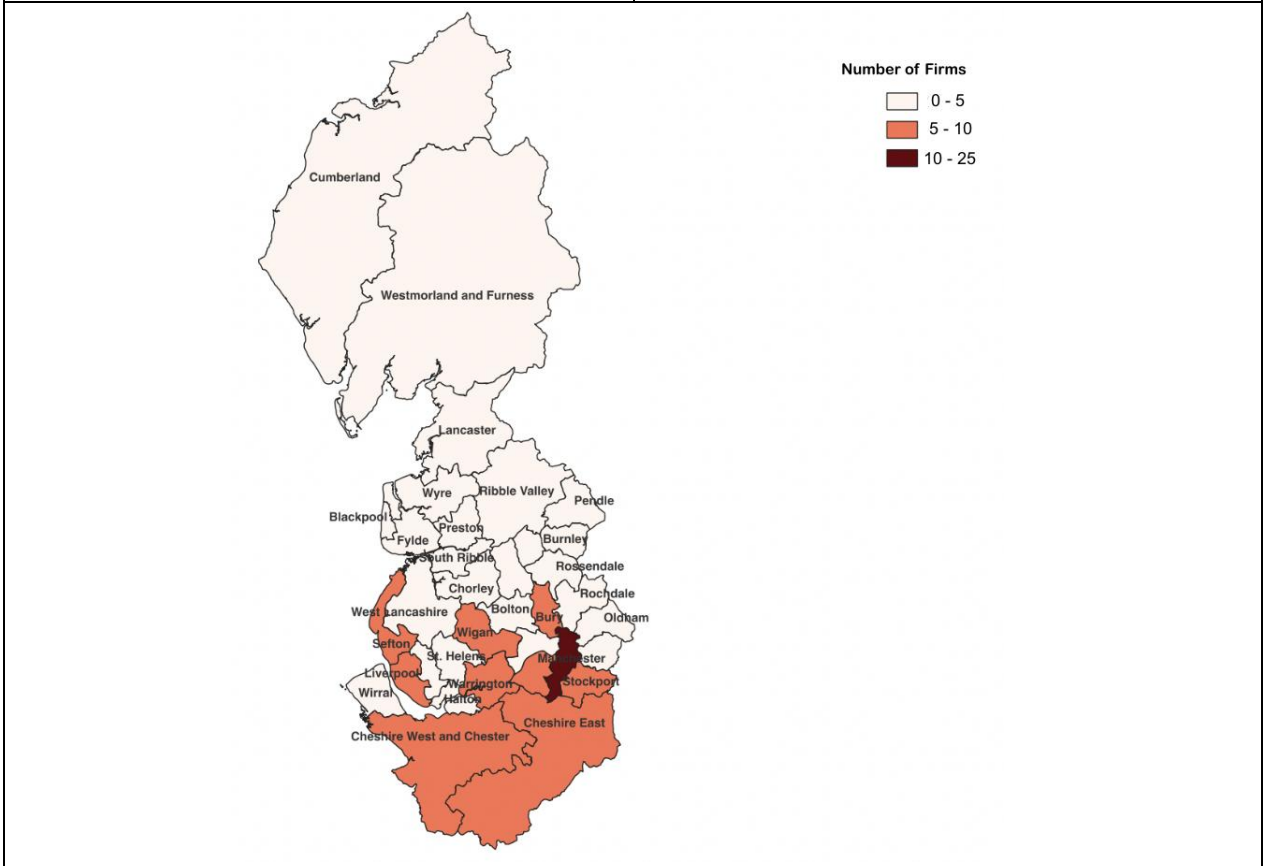 Number of Firms
0 - 5
5 - 10
10 - 25
Cumberland
Westmorland and Furness
Lancaster
Wyre
Ribble Valley
Pendle
Blackpool
Preston
Fylde
Burnley
South Ribble
Rossendale
Chorley
Rochdale
West Lancashire
Bolton
Bury
Oldham
Wigan
Sefton
St. Helens
Manchester
Liverpool
Warrington
Stockport
Wirral
Halton
Cheshire East
Cheshire West and Chester